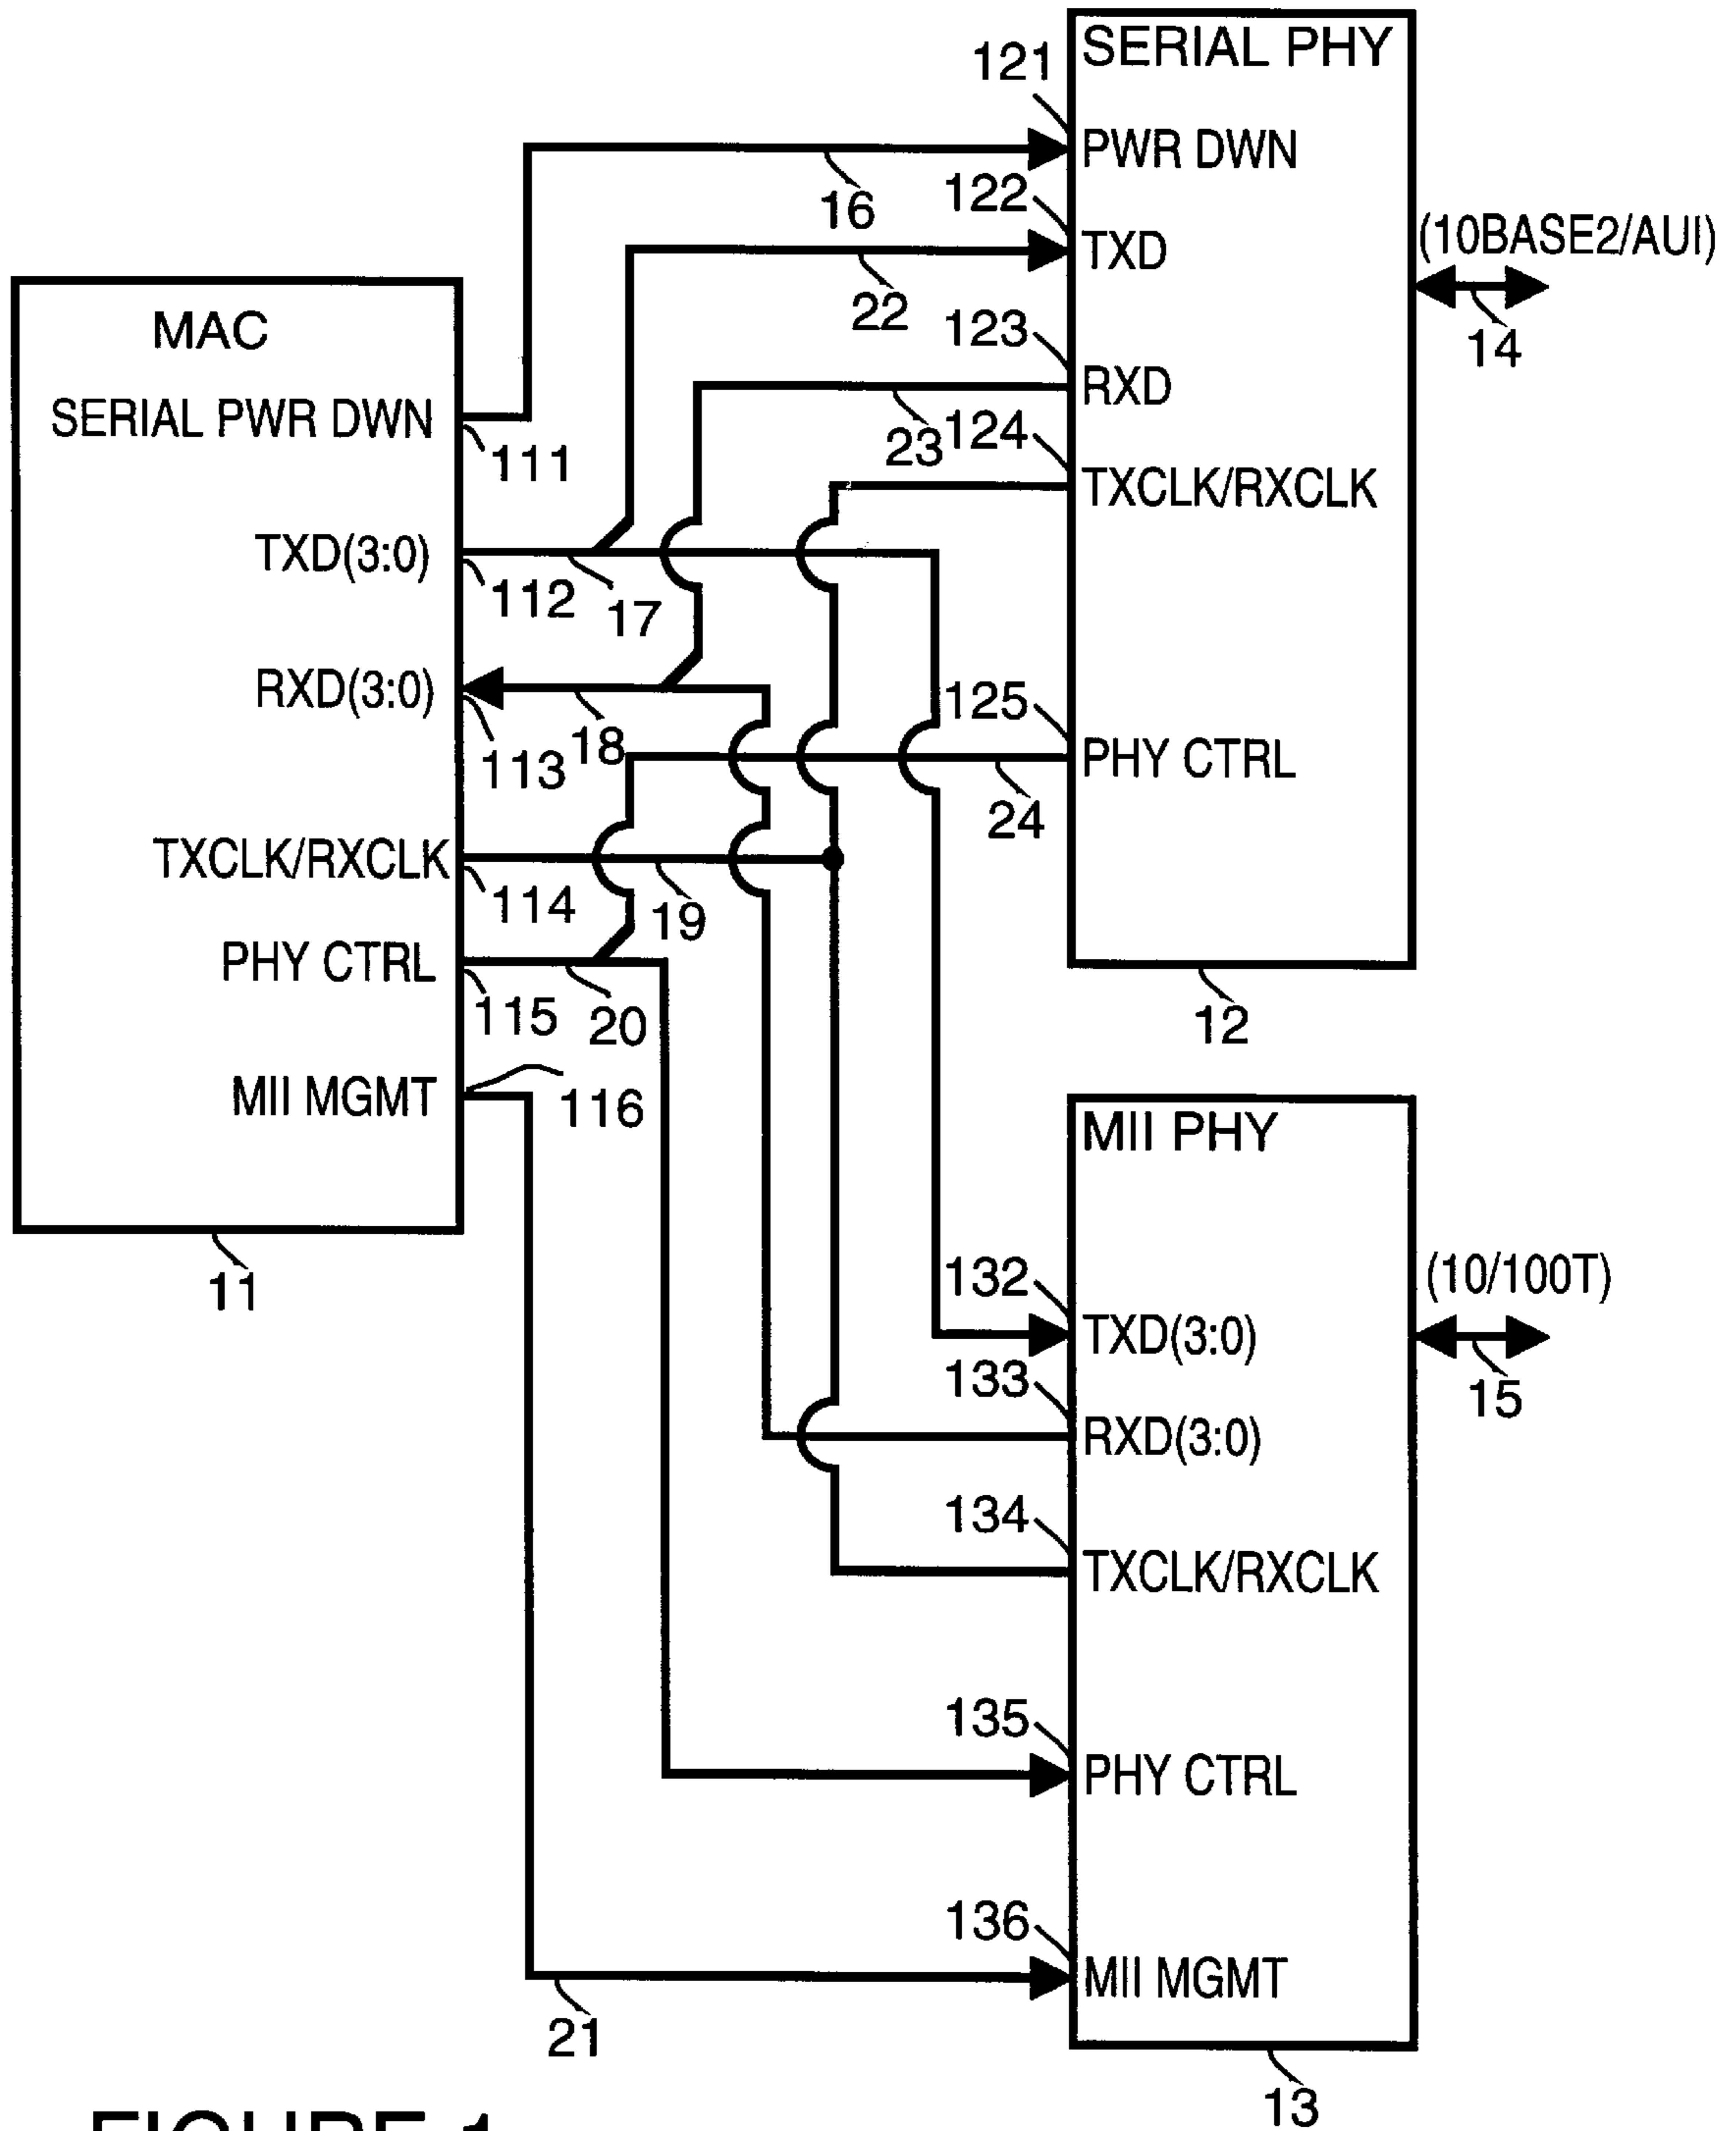 SERIAL PHY
121
PWR DWN
16
122
TXD
(10BASE2/AUI)
22
14
123
RXD
23
124
TXCLK/RXCLK
125
PHY CTRL
24
12
MAC
SERIAL PWR DWN
111
TXD(3:0)
112
17
RXD(3:0)
113
18
TXCLK/RXCLK
114
19
PHY CTRL
115
20
MII MGMT
116
11
MII PHY
132
TXD(3:0)
(10/100T)
15
133
RXD(3:0)
134
TXCLK/RXCLK
135
PHY CTRL
136
MII MGMT
21
13
FIGURE 1